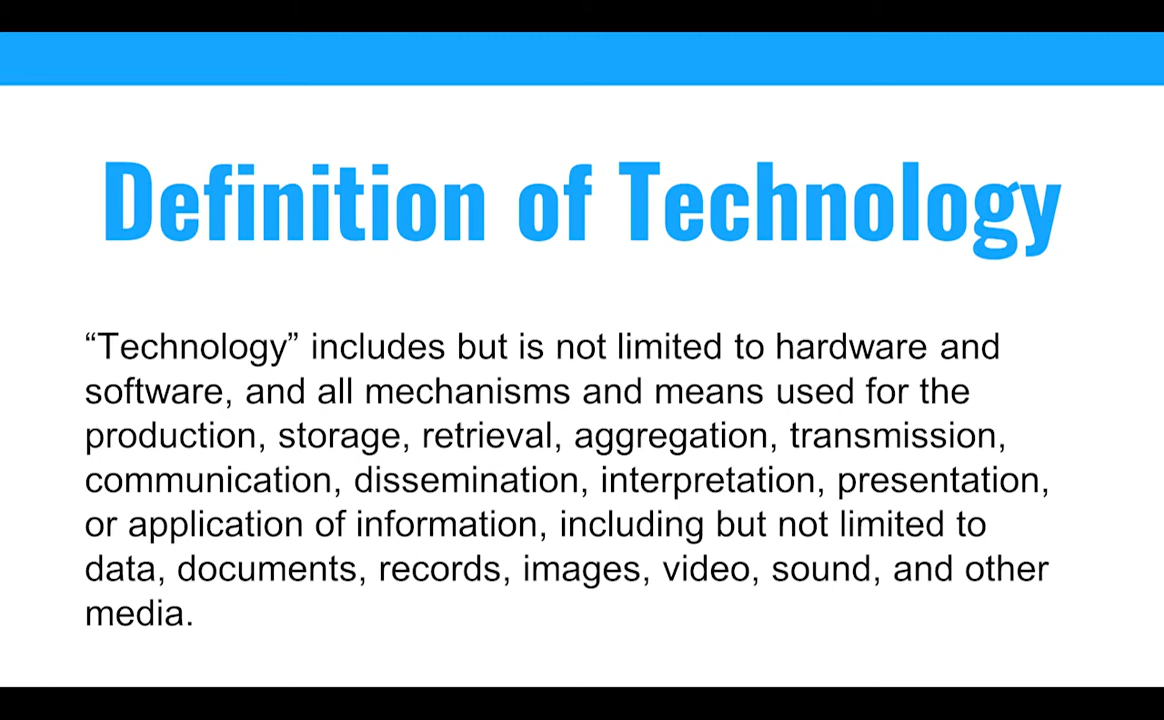 Definition of Technology
“Technology” includes but is not limited to hardware and
software, and all mechanisms and means used for the
production, storage, retrieval, aggregation, transmission,
communication, dissemination, interpretation, presentation,
or application of information, including but not limited to
data, documents, records, images, video, sound, and other
media.